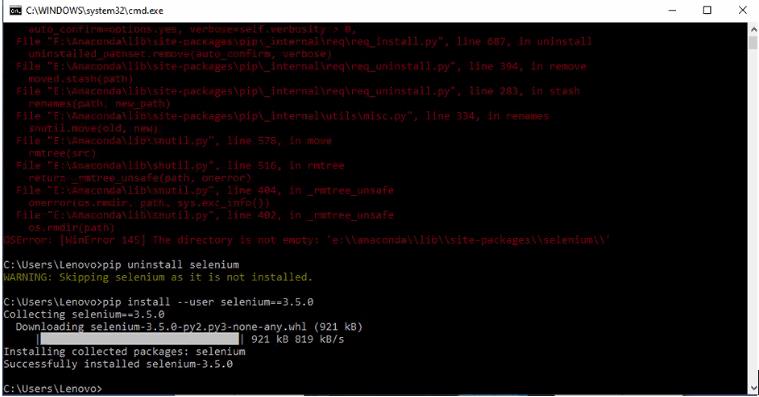 C:\WINDOWS\system32\cmd.exe
auto_confirm=options.yes, verbose=self.verbosity > 0,
File "E:\Anaconda\lib\site-packages\pip\_internal\req\req_install.py", line 687, in uninstall
uninstalled_pathset.remove(auto_confirm, verbose)
File "E:\Anaconda\lib\site-packages\pip\_internal\req\req_uninstall.py", line 394, in remove
moved.stash(path)
File "E:\Anaconda\lib\site-packages\pip\_internal\req\req_uninstall.py", line 283, in stash
renames(path, new_path)
File "E:\Anaconda\lib\site-packages\pip\_internal\utils\misc.py", line 334, in renames
shutil.move(old, new)
File "E:\Anaconda\lib\shutil.py", line 578, in move
rmtree(src)
File "E:\Anaconda\lib\shutil.py", line 516, in rmtree
return _rmtree_unsafe(path, onerror)
File "E:\Anaconda\lib\shutil.py", line 404, in _rmtree_unsafe
onerror(os.rmdir, path, sys.exc_info())
File "E:\Anaconda\lib\shutil.py", line 402, in _rmtree_unsafe
os.rmdir(path)
OSError: [WinError 145] The directory is not empty: 'e:\\anaconda\\lib\\site-packages\\selenium\\'
C:\Users\Lenovo>pip uninstall selenium
WARNING: Skipping selenium as it is not installed.
C:\Users\Lenovo>pip install --user selenium==3.5.0
Collecting selenium==3.5.0
Downloading selenium-3.5.0-py2.py3-none-any.whl (921 kB)
| | 921 kB 819 kB/s
Installing collected packages: selenium
Successfully installed selenium-3.5.0
C:\Users\Lenovo>